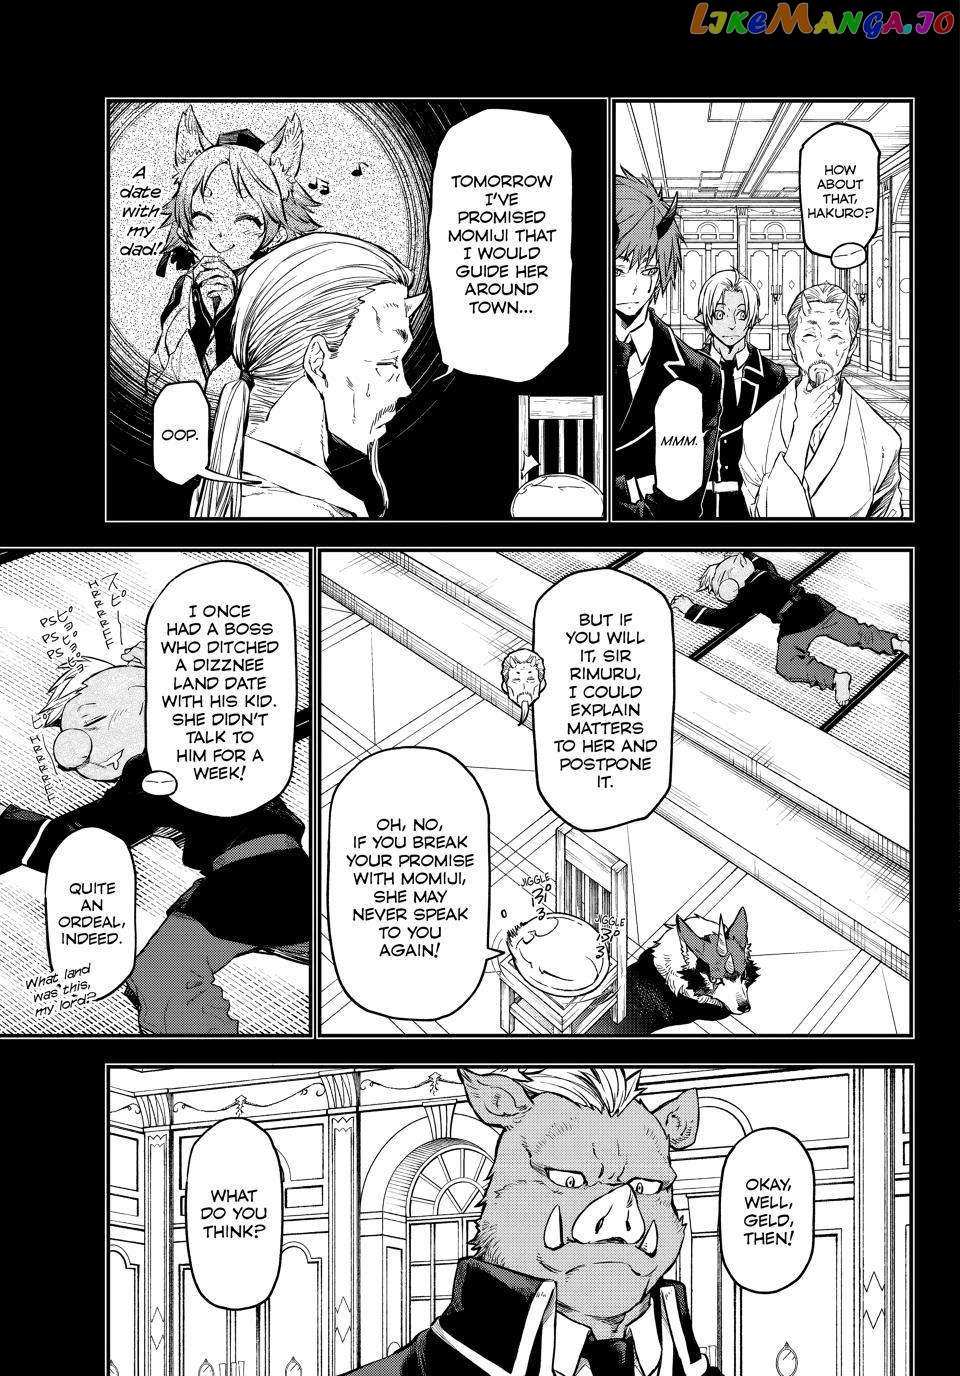 LIKEMANGA.IO
HOW
ABOUT
THAT,
HAKURO?
MMM.
TOMORROW
I'VE
PROMISED
MOMIJI THAT
I WOULD
GUIDE HER
AROUND
TOWN...
A
date
with
my
dad!
OOP.
BUT IF
YOU WILL
IT, SIR
RIMURU,
I COULD
EXPLAIN
MATTERS
TO HER AND
POSTPONE
IT.
OH, NO,
IF YOU BREAK
YOUR PROMISE
WITH MOMIJI,
SHE MAY
NEVER SPEAK
TO YOU
AGAIN!
JIGGLE
JIGGLE
I ONCE
HAD A BOSS
WHO DITCHED
A DIZZNEE
LAND DATE
WITH HIS KID.
SHE DIDN'T
TALK TO
HIM FOR A
WEEK!
QUITE
AN
ORDEAL,
INDEED.
What land
was this,
my lord?
OKAY,
WELL,
GELD,
THEN!
WHAT
DO YOU
THINK?